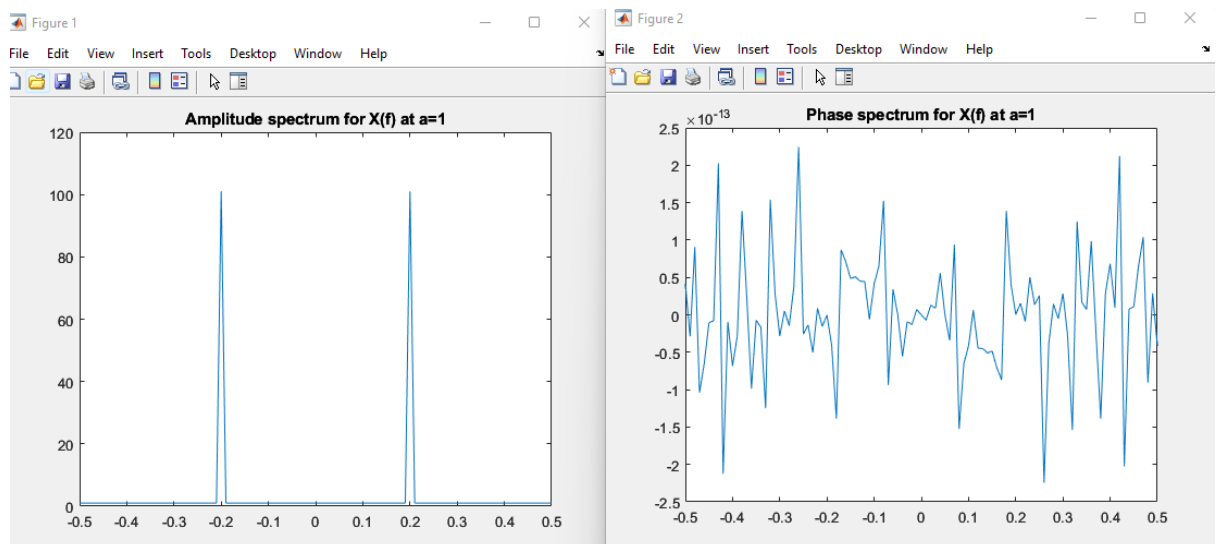 Figure 1
File Edit View Insert Tools Desktop Window Help
Amplitude spectrum for X(f) at a=1
120
100
80
60
40
20
0
-0.5 -0.4 -0.3 -0.2 -0.1 0 0.1 0.2 0.3 0.4 0.5
Figure 2
File Edit View Insert Tools Desktop Window Help
×10^-13
Phase spectrum for X(f) at a=1
2.5
2
1.5
1
0.5
0
-0.5
-1
-1.5
-2
-2.5
-0.5 -0.4 -0.3 -0.2 -0.1 0 0.1 0.2 0.3 0.4 0.5